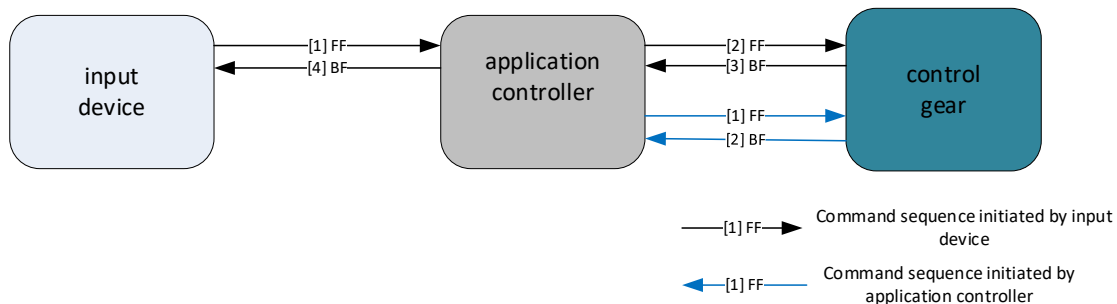 input
device
[1] FF
[4] BF
application
controller
[2] FF
[3] BF
[1] FF
[2] BF
control
gear
[1] FF
Command sequence initiated by input
device
[1] FF
Command sequence initiated by
application controller